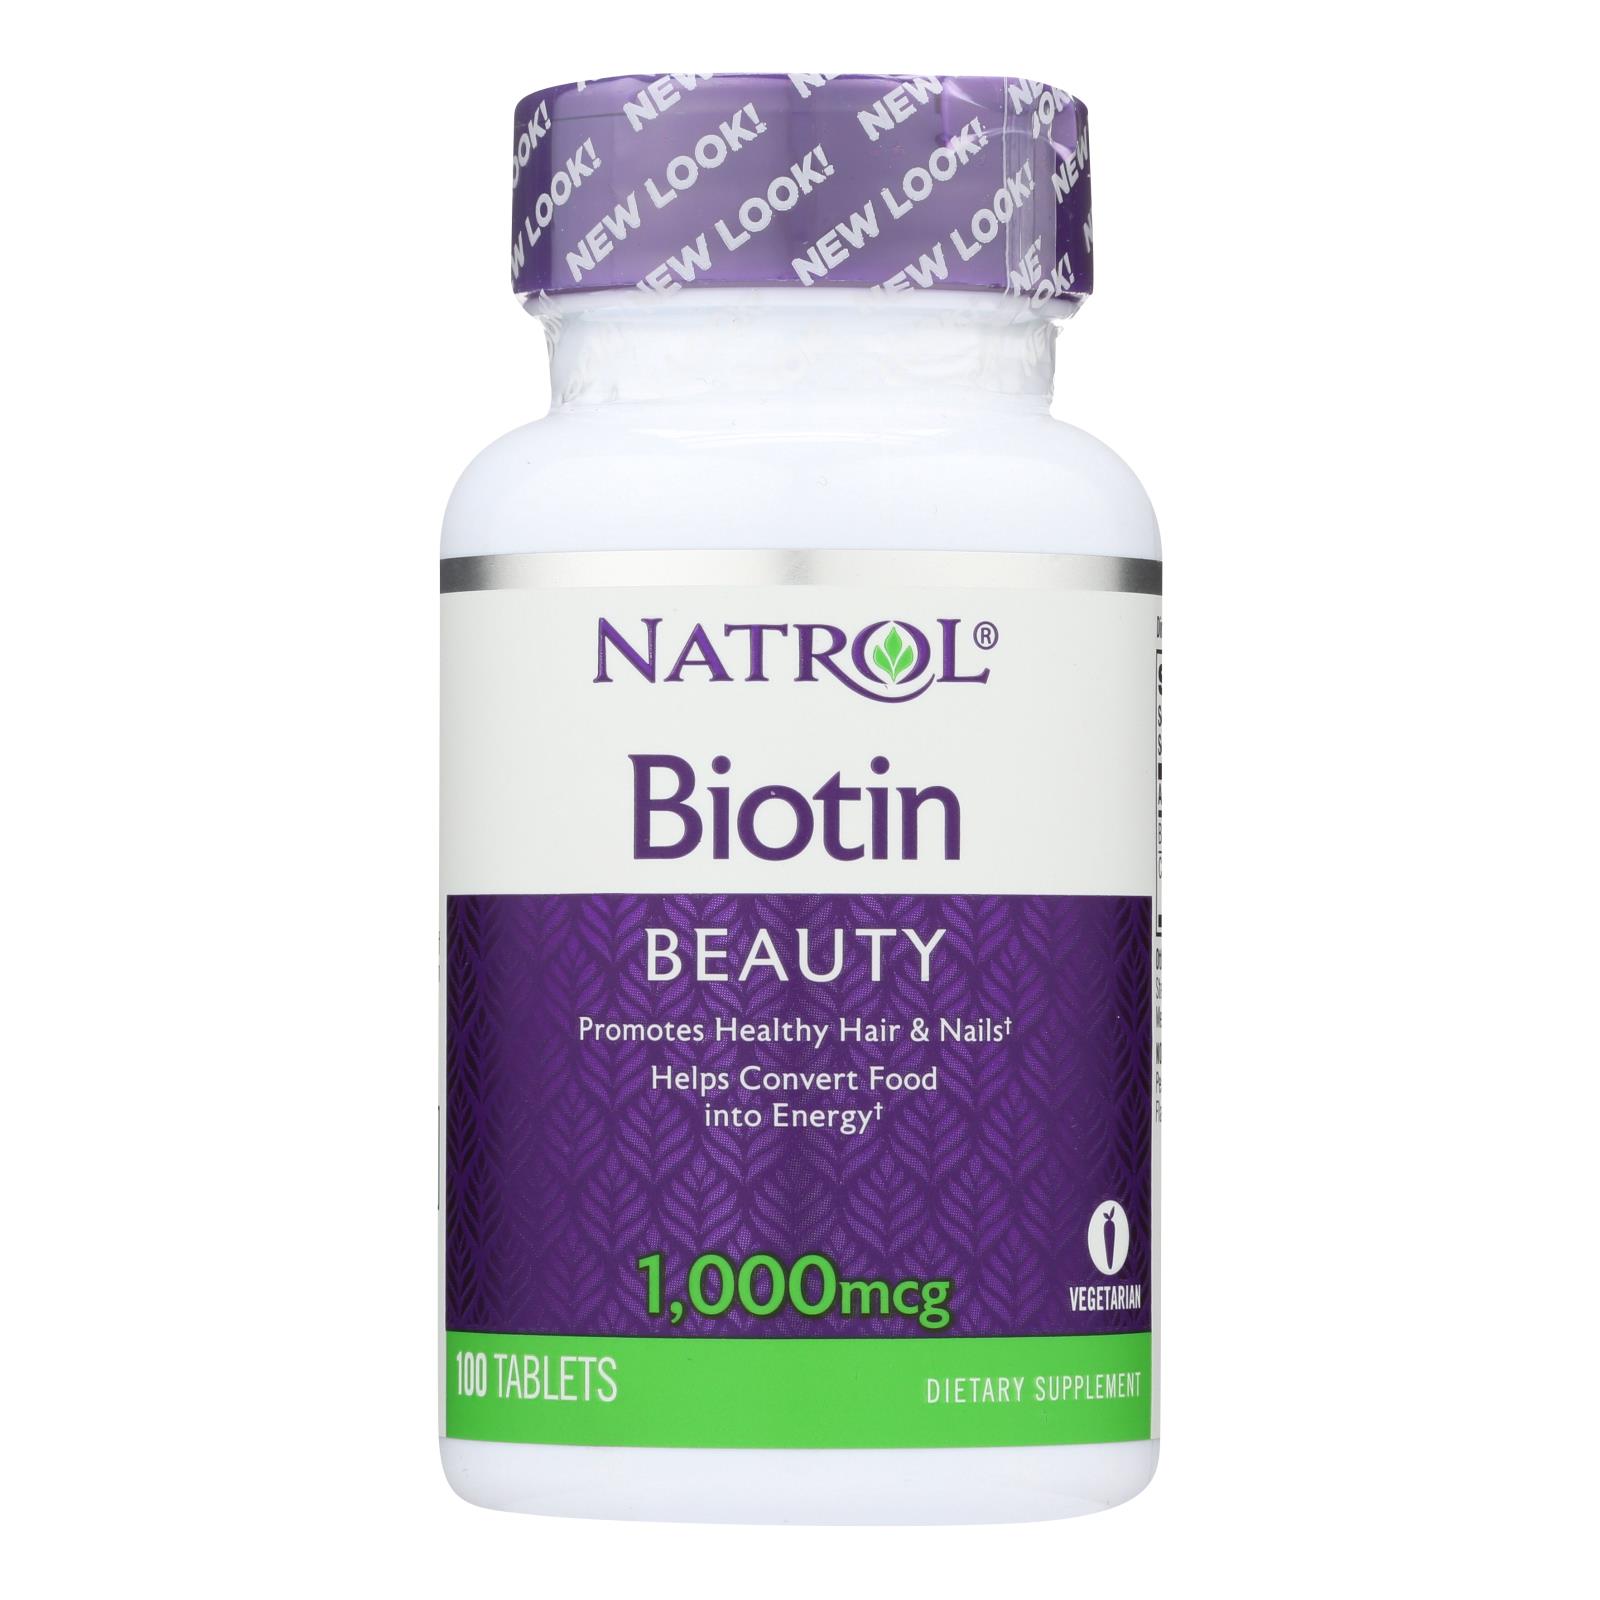 NEW LOOK!
NEW LOOK!
NEW LOOK!
NEW LOOK!
NATROL®
Biotin
BEAUTY
Promotes Healthy Hair & Nails†
Helps Convert Food
into Energy†
1,000mcg
VEGETARIAN
100 TABLETS
DIETARY SUPPLEMENT